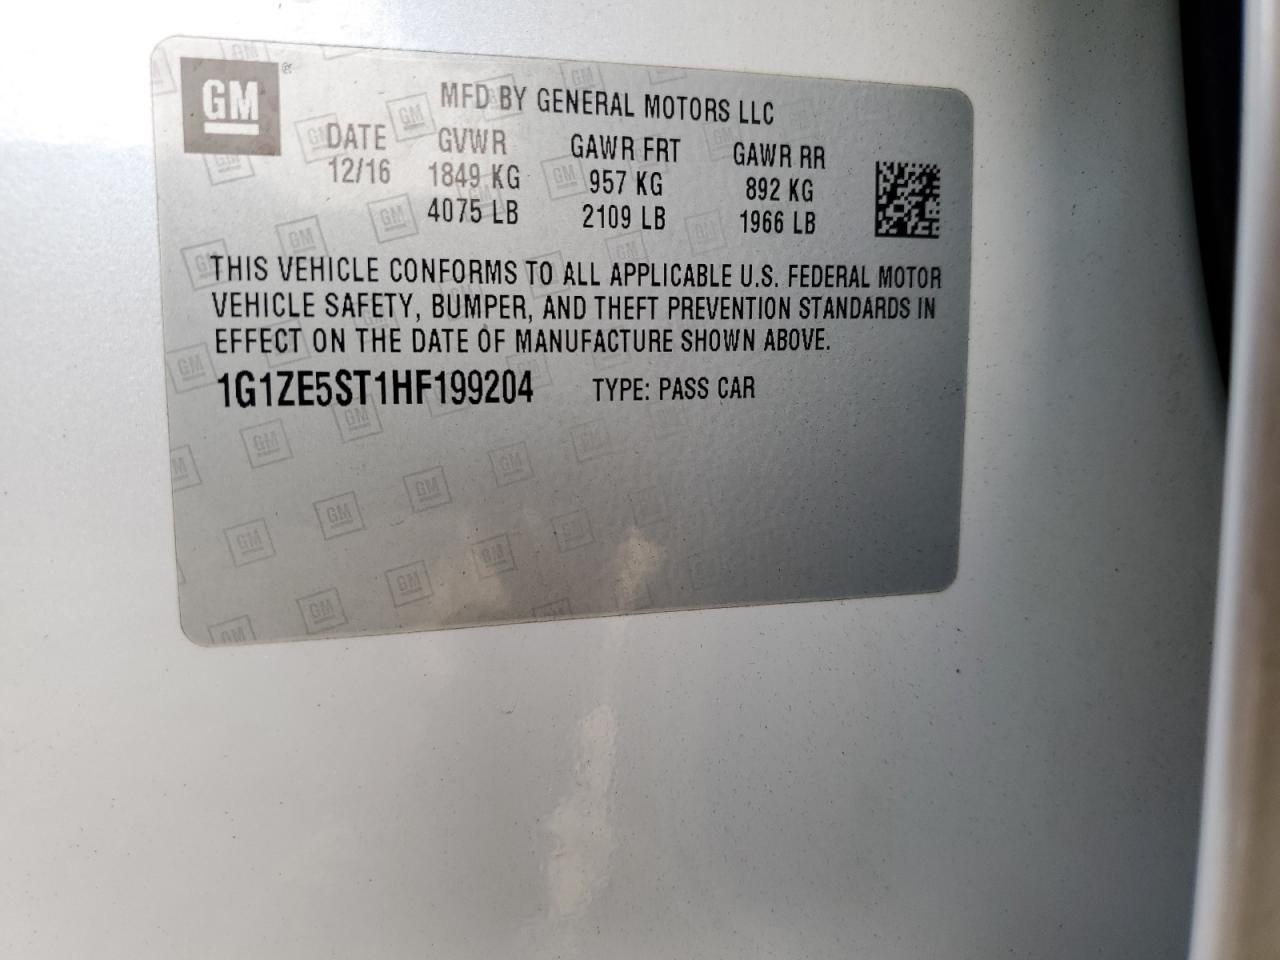 GM
MFD BY GENERAL MOTORS LLC
DATE GVWR GAWR FRT GAWR RR
12/16 1849 KG 957 KG 892 KG
4075 LB 2109 LB 1966 LB
THIS VEHICLE CONFORMS TO ALL APPLICABLE U.S. FEDERAL MOTOR
VEHICLE SAFETY, BUMPER, AND THEFT PREVENTION STANDARDS IN
EFFECT ON THE DATE OF MANUFACTURE SHOWN ABOVE.
1G1ZE5ST1HF199204 TYPE: PASS CAR